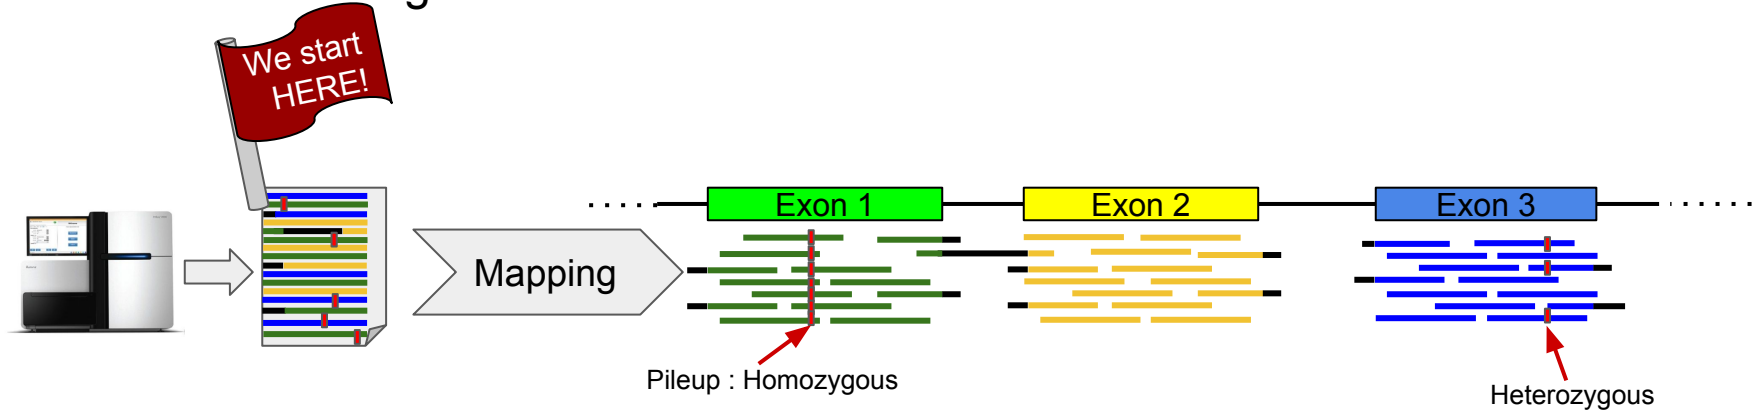 We start
HERE!
Mapping
Exon 1
Exon 2
Exon 3
Pileup : Homozygous
Heterozygous